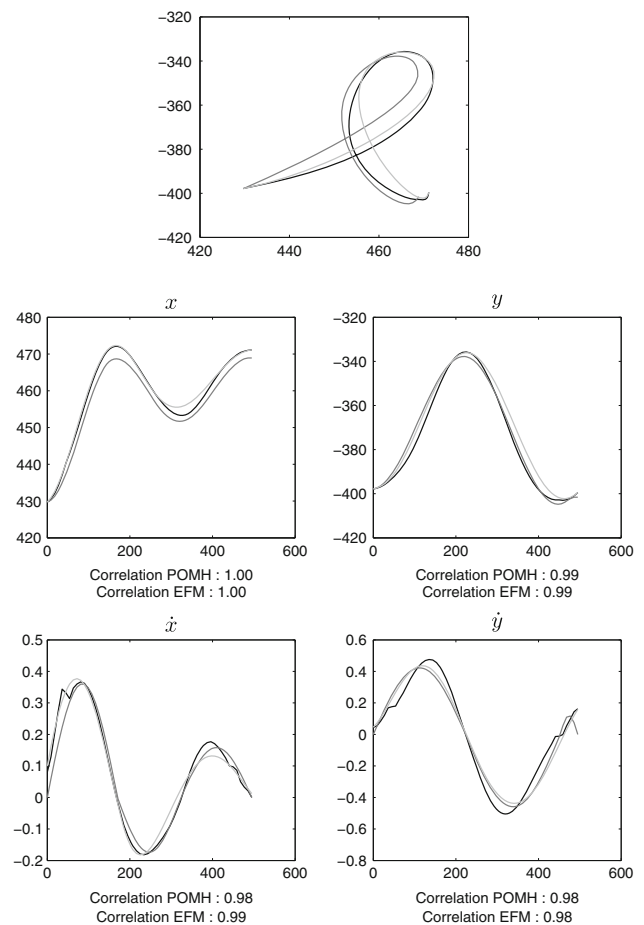 −320
−340
−360
−380
−400
−420
420 440 460 480
x
480
470
460
450
440
430
420
0 200 400 600
Correlation POMH : 1.00
Correlation EFM : 1.00
y
−320
−340
−360
−380
−400
−420
0 200 400 600
Correlation POMH : 0.99
Correlation EFM : 0.99
ẋ
0.5
0.4
0.3
0.2
0.1
0
−0.1
−0.2
0 200 400 600
Correlation POMH : 0.98
Correlation EFM : 0.99
ẏ
0.6
0.4
0.2
0
−0.2
−0.4
−0.6
−0.8
0 200 400 600
Correlation POMH : 0.98
Correlation EFM : 0.98